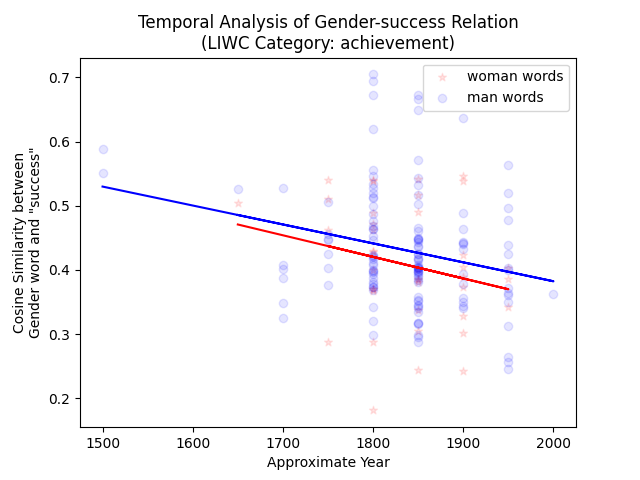 Temporal Analysis of Gender-success Relation
(LIWC Category: achievement)
woman words
man words
0.7
0.6
0.5
0.4
0.3
0.2
Cosine Similarity between
Gender word and "success"
1500
1600
1700
1800
1900
2000
Approximate Year